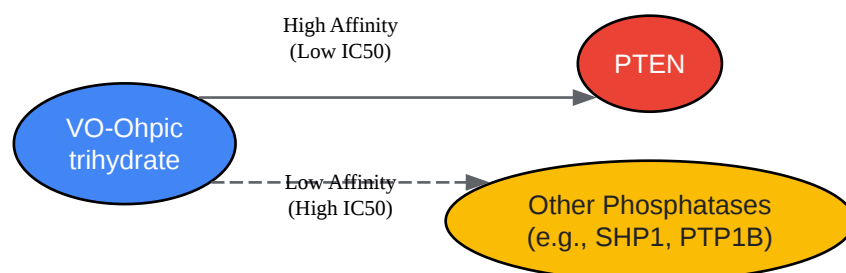 High Affinity
(Low IC50)
PTEN
VO-Ohpic
trihydrate
Low Affinity
(High IC50)
Other Phosphatases
(e.g., SHP1, PTP1B)